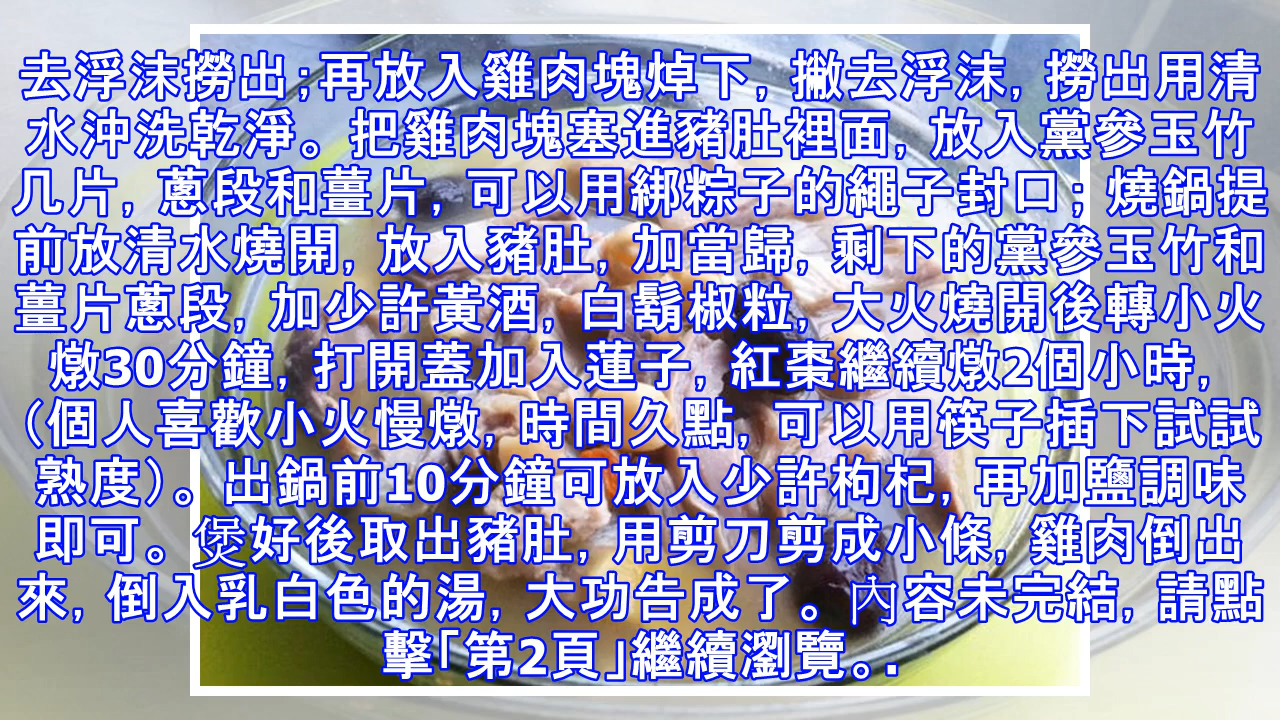 去浮沫撈出;再放入雞肉塊焯下, 撇去浮沫, 撈出用清
水沖洗乾淨。把雞肉塊塞進豬肚裡面, 放入黨參玉竹
几片, 蔥段和薑片, 可以用綁粽子的繩子封口; 燒鍋提
前放清水燒開, 放入豬肚, 加當歸, 剩下的黨參玉竹和
薑片蔥段, 加少許黃酒, 白鬍椒粒, 大火燒開後轉小火
燉30分鐘, 打開蓋加入蓮子, 紅棗繼續燉2個小時,
(個人喜歡小火慢燉, 時間久點, 可以用筷子插下試試
熟度)。出鍋前10分鐘可放入少許枸杞, 再加鹽調味
即可。煲好後取出豬肚, 用剪刀剪成小條, 雞肉倒出
來, 倒入乳白色的湯, 大功告成了。內容未完結, 請點
擊「第2頁」繼續瀏覽。.